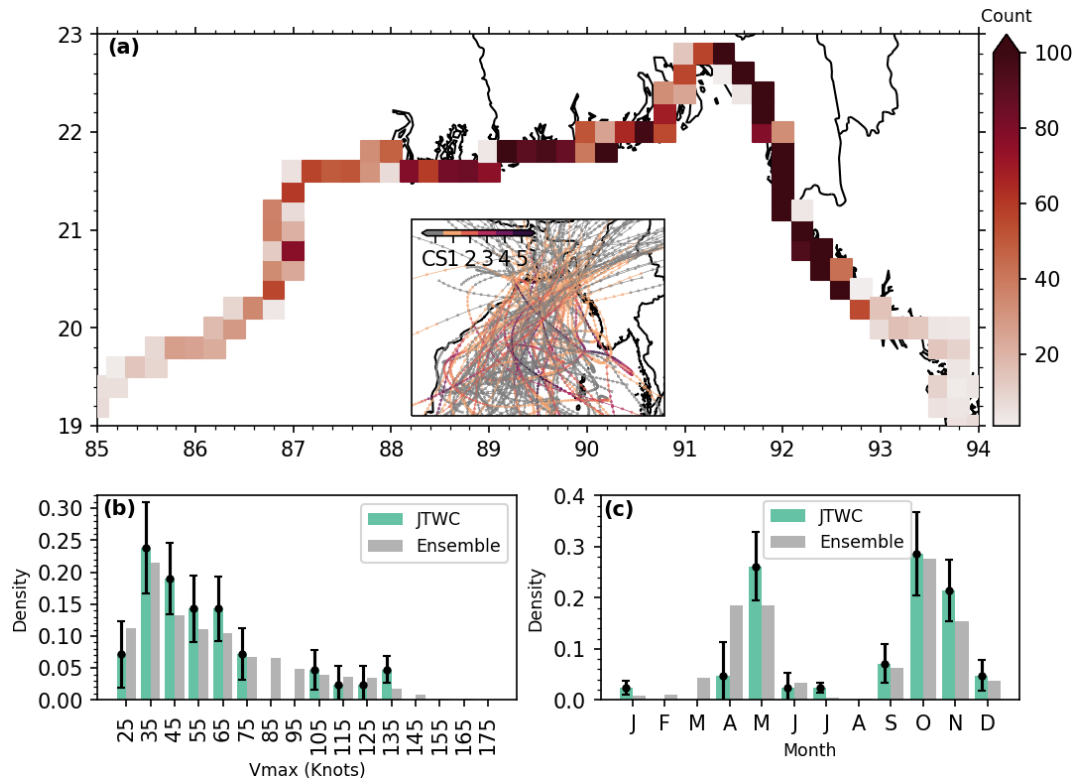 Count
(a)
23
22
21
20
19
85 86 87 88 89 90 91 92 93 94
100
80
60
40
20
CS1 2 3 4 5
(b)
0.30
0.25
0.20
0.15
0.10
0.05
0.00
Density
JTWC
Ensemble
25 35 45 55 65 75 85 95 105 115 125 135 145 155 165 175
Vmax (Knots)
(c)
0.4
0.3
0.2
0.1
0.0
Density
JTWC
Ensemble
J F M A M J J A S O N D
Month